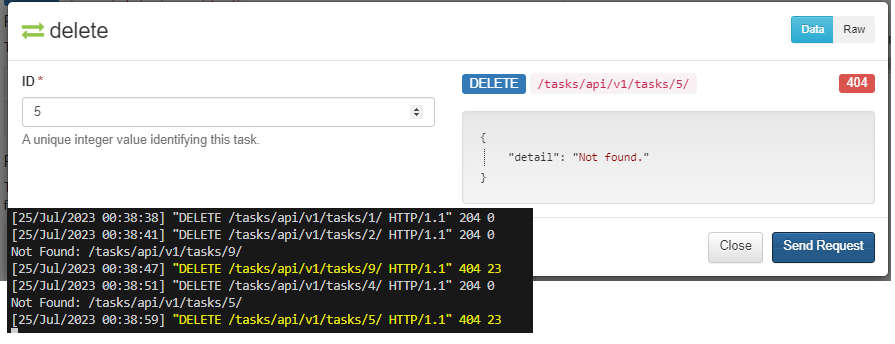 delete
Data
Raw
ID *
5
A unique integer value identifying this task.
DELETE /tasks/api/v1/tasks/5/ 404
{
"detail": "Not found."
}
[25/Jul/2023 00:38:38] "DELETE /tasks/api/v1/tasks/1/ HTTP/1.1" 204 0
[25/Jul/2023 00:38:41] "DELETE /tasks/api/v1/tasks/2/ HTTP/1.1" 204 0
Not Found: /tasks/api/v1/tasks/9/
[25/Jul/2023 00:38:47] "DELETE /tasks/api/v1/tasks/9/ HTTP/1.1" 404 23
[25/Jul/2023 00:38:51] "DELETE /tasks/api/v1/tasks/4/ HTTP/1.1" 204 0
Not Found: /tasks/api/v1/tasks/5/
[25/Jul/2023 00:38:59] "DELETE /tasks/api/v1/tasks/5/ HTTP/1.1" 404 23
Close
Send Request